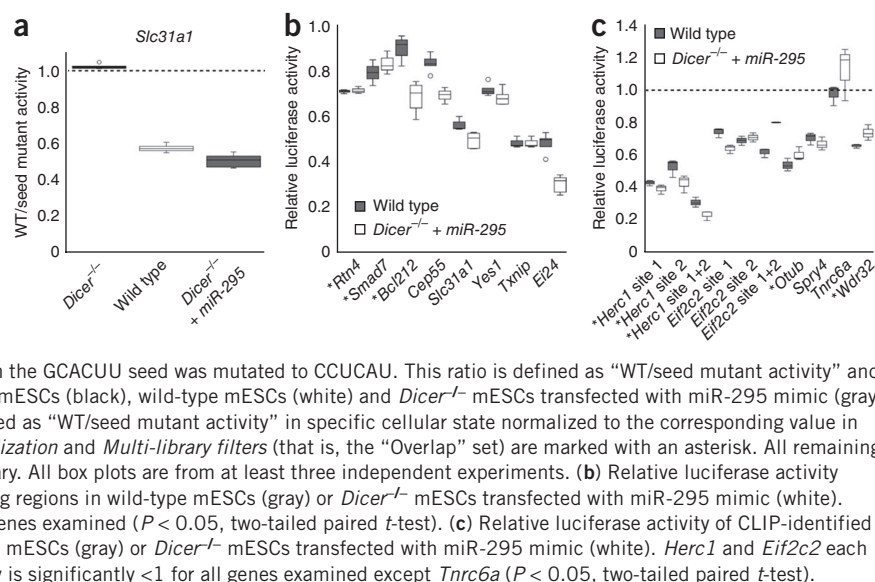 a
Slc31a1
WT/seed mutant activity
1.0
0.8
0.6
0.4
0.2
0
Dicer–/–
Wild type
Dicer–/– + miR-295
b
Relative luciferase activity
1.0
0.8
0.6
0.4
0.2
0
Wild type
Dicer–/– + miR-295
*Rtn4
*Smad7
*Bcl212
Cep55
Slc31a1
Yes1
Txnip
Ei24
c
Wild type
Dicer–/– + miR-295
Relative luciferase activity
1.4
1.2
1.0
0.8
0.6
0.4
0.2
0
*Herc1 site 1
*Herc1 site 2
*Herc1 site 1+2
Eif2c2 site 1
Eif2c2 site 2
Eif2c2 site 1+2
*Otub
Spry4
Tnrc6a
*Wdr32
the GCACUU seed was mutated to CCUCAU. This ratio is defined as “WT/seed mutant activity” and
mESCs (black), wild-type mESCs (white) and Dicer–/– mESCs transfected with miR-295 mimic (gray
ed as “WT/seed mutant activity” in specific cellular state normalized to the corresponding value in
ization and Multi-library filters (that is, the “Overlap” set) are marked with an asterisk. All remaining
ary. All box plots are from at least three independent experiments. (b) Relative luciferase activity
g regions in wild-type mESCs (gray) or Dicer–/– mESCs transfected with miR-295 mimic (white).
genes examined (P < 0.05, two-tailed paired t-test). (c) Relative luciferase activity of CLIP-identified
mESCs (gray) or Dicer–/– mESCs transfected with miR-295 mimic (white). Herc1 and Eif2c2 each
y is significantly <1 for all genes examined except Tnrc6a (P < 0.05, two-tailed paired t-test).